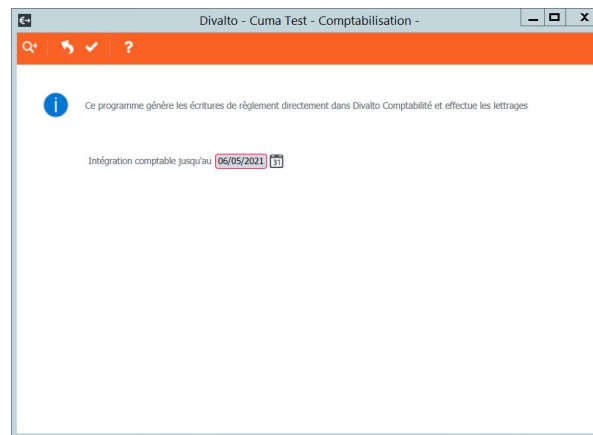 Divalto - Cuma Test - Comptabilisation -
?
Ce programme génère les écritures de règlement directement dans Divalto Comptabilité et effectue les lettrages
Intégration comptable jusqu'au 06/05/2021 31